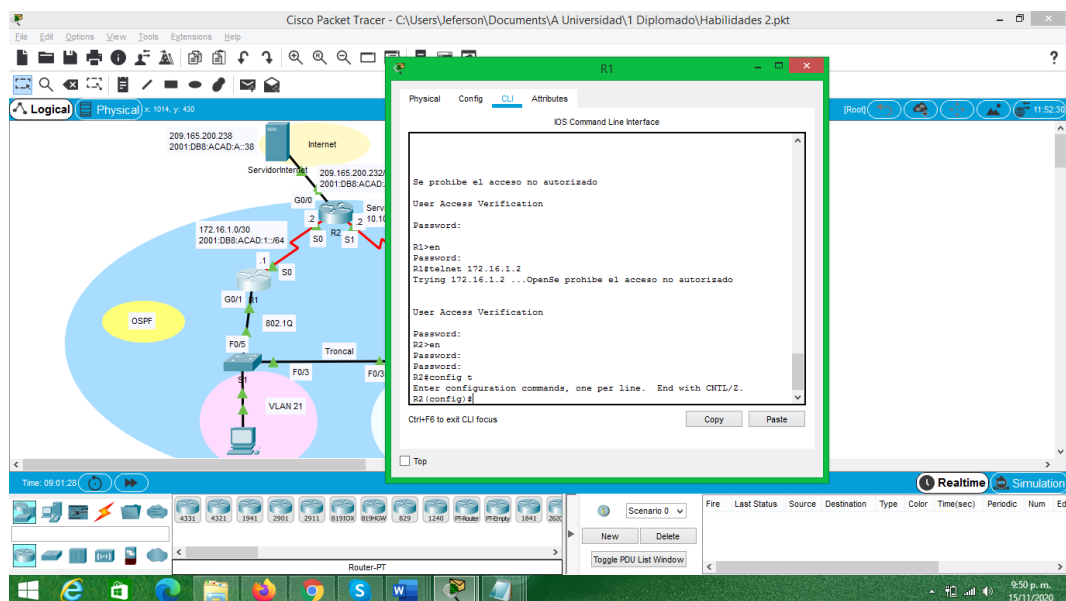 Cisco Packet Tracer - C:\Users\Jeferson\Documents\A Universidad\1 Diplomado\Habilidades 2.pkt
File Edit Options View Tools Extensions Help
?
Logical Physical x: 1014, y: 430
[Root] 11:52:30
209.165.200.238
2001:DB8:ACAD:A::38
Internet
ServidorInternet
209.165.200.232/
2001:DB8:ACAD:
G0/0
Serv
10.10
.2
R2
.2
S0
S1
172.16.1.0/30
2001:DB8:ACAD:1::/64
.1
S0
G0/1
R1
OSPF
802.1Q
F0/5
Troncal
S1
F0/3
F0/3
VLAN 21
R1
Physical Config CLI Attributes
IOS Command Line Interface
Se prohibe el acceso no autorizado
User Access Verification
Password:
R1>en
Password:
R1#telnet 172.16.1.2
Trying 172.16.1.2 ...OpenSe prohibe el acceso no autorizado
User Access Verification
Password:
R2>en
Password:
Password:
R2#config t
Enter configuration commands, one per line. End with CNTL/Z.
R2(config)#
Ctrl+F6 to exit CLI focus
Copy
Paste
Top
Time: 09:01:28
Realtime
Simulation
4331 4321 1941 2901 2911 819IOX 819HGW 829 1240 PT-Router PT-Empty 1841 2620
Router-PT
Scenario 0
New
Delete
Toggle PDU List Window
Fire Last Status Source Destination Type Color Time(sec) Periodic Num Ed
9:50 p. m.
15/11/2020